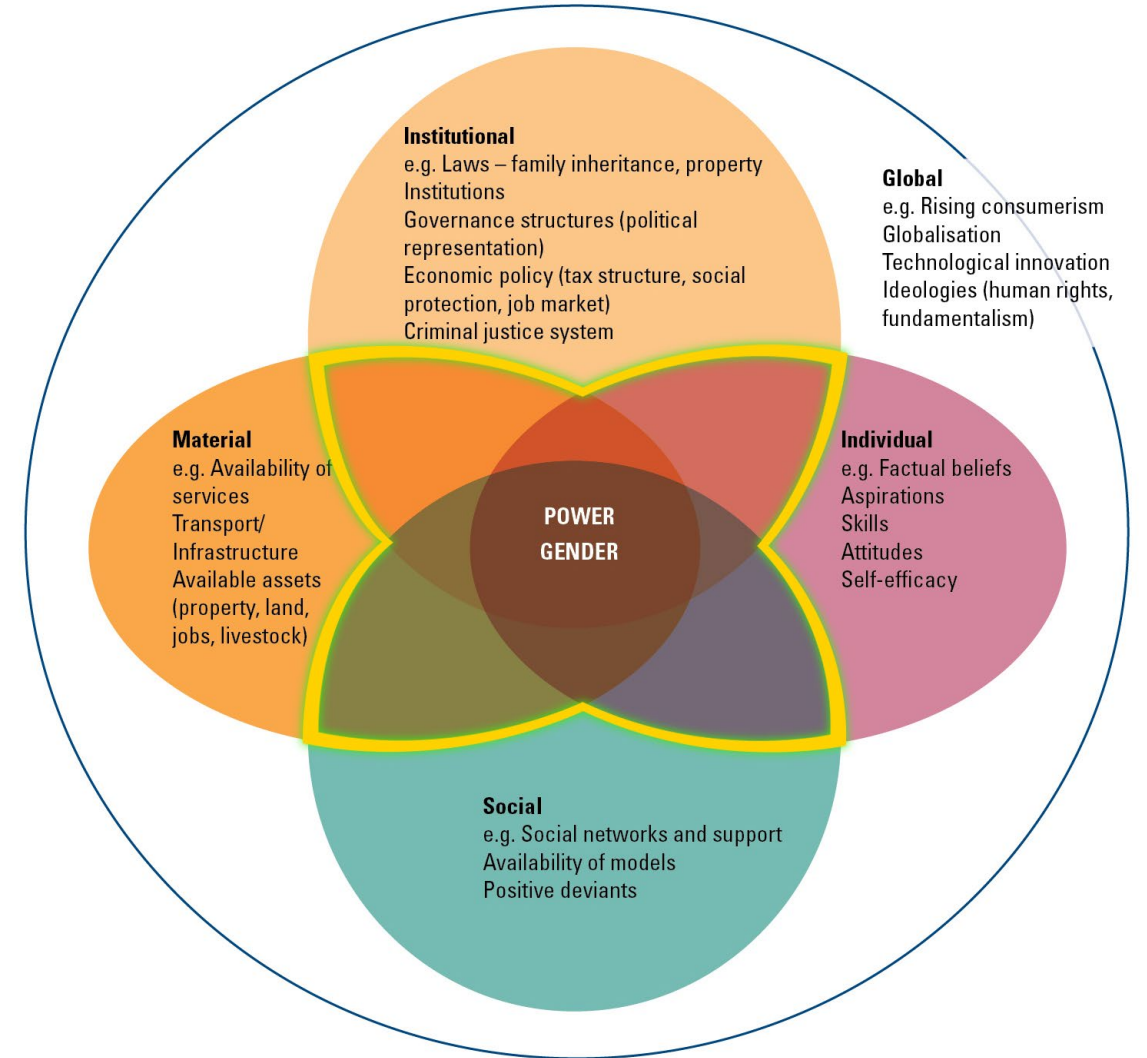 Institutional
e.g. Laws – family inheritance, property
Institutions
Governance structures (political
representation)
Economic policy (tax structure, social
protection, job market)
Criminal justice system
Global
e.g. Rising consumerism
Globalisation
Technological innovation
Ideologies (human rights,
fundamentalism)
Material
e.g. Availability of
services
Transport/
Infrastructure
Available assets
(property, land,
jobs, livestock)
POWER
GENDER
Individual
e.g. Factual beliefs
Aspirations
Skills
Attitudes
Self-efficacy
Social
e.g. Social networks and support
Availability of models
Positive deviants